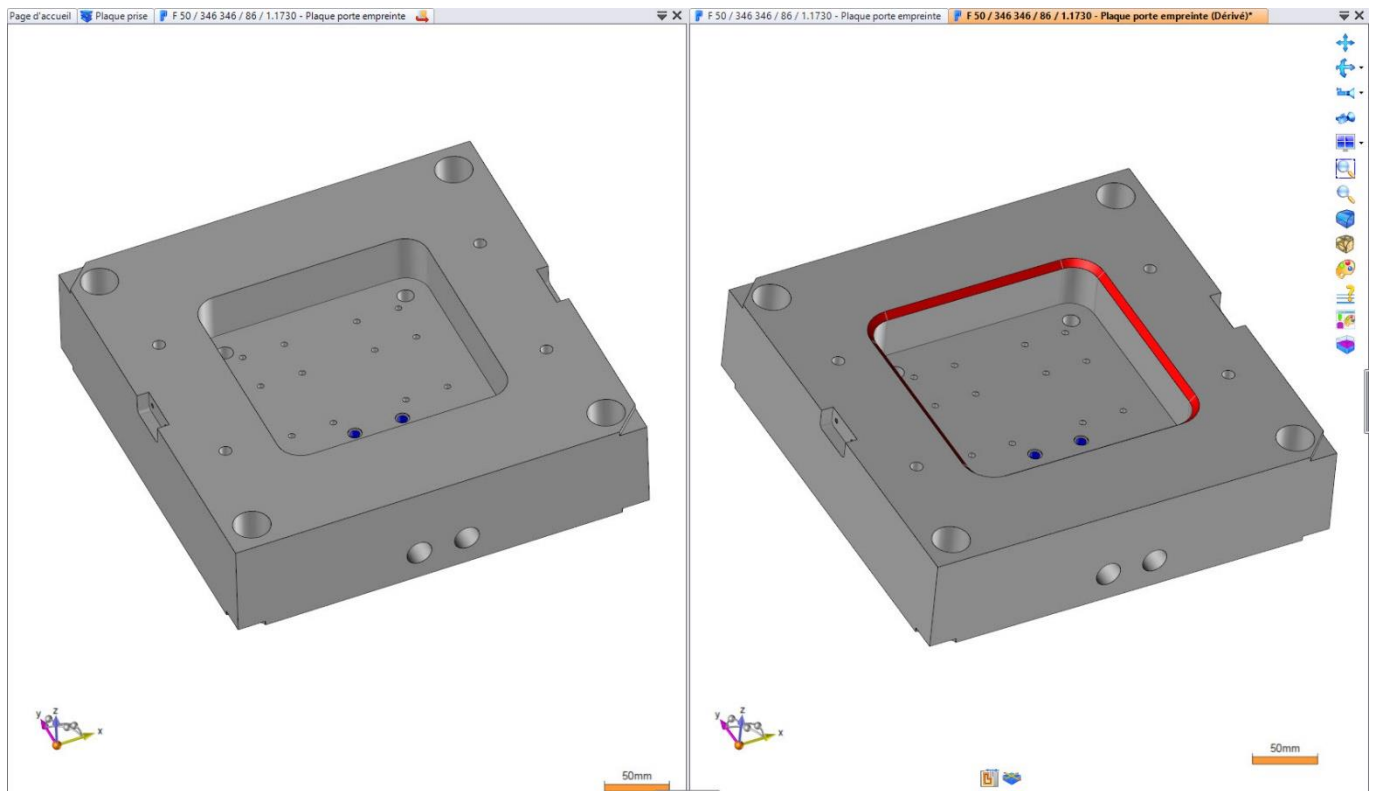 Page d'accueil Plaque prise F 50 / 346 346 / 86 / 1.1730 - Plaque porte empreinte
F 50 / 346 346 / 86 / 1.1730 - Plaque porte empreinte F 50 / 346 346 / 86 / 1.1730 - Plaque porte empreinte (Dérivé)*
y z x
50mm
y z x
50mm